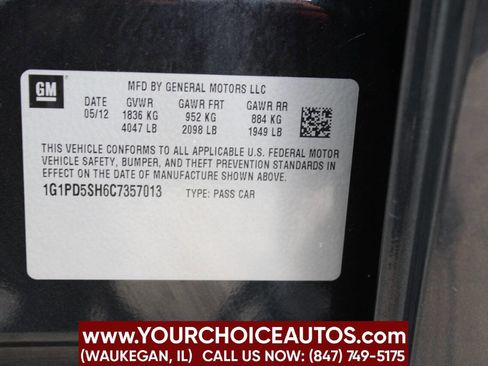 GM
MFD BY GENERAL MOTORS LLC
DATE GVWR GAWR FRT GAWR RR
05/12 1836 KG 952 KG 884 KG
4047 LB 2098 LB 1949 LB
THIS VEHICLE CONFORMS TO ALL APPLICABLE U.S. FEDERAL MOTOR
VEHICLE SAFETY, BUMPER, AND THEFT PREVENTION STANDARDS IN
EFFECT ON THE DATE OF MANUFACTURE SHOWN ABOVE.
1G1PD5SH6C7357013 TYPE: PASS CAR
WWW.YOURCHOICEAUTOS.COM
(WAUKEGAN, IL) CALL US NOW: (847) 749-5175